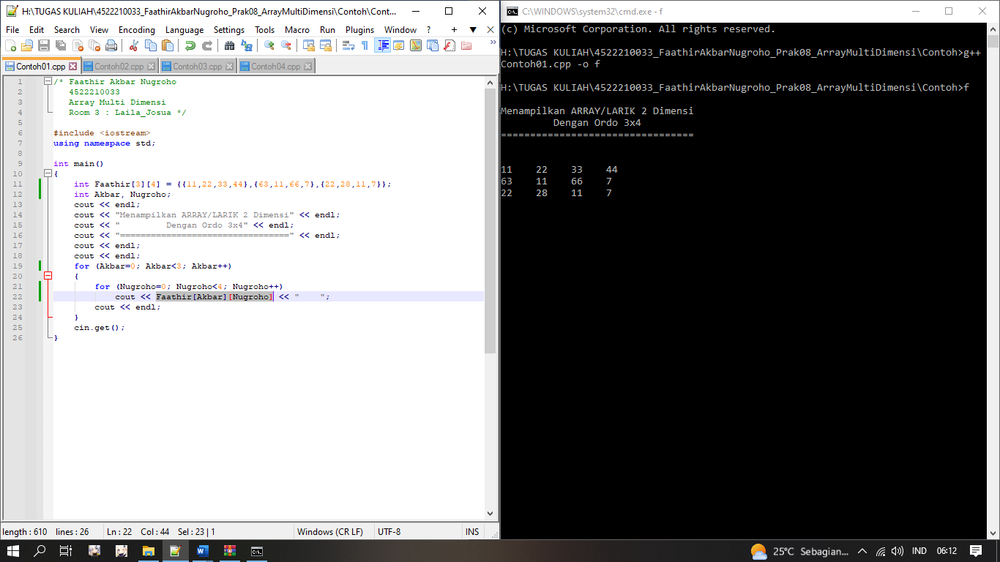 H:\TUGAS KULIAH\4522210033_FaathirAkbarNugroho_Prak08_ArrayMultiDimensi\Contoh\Cont...
File Edit Search View Encoding Language Settings Tools Macro Run Plugins Window ? + ▼ X
Contoh01.cpp Contoh02.cpp Contoh03.cpp Contoh04.cpp
1 /* Faathir Akbar Nugroho
2 4522210033
3 Array Multi Dimensi
4 Room 3 : Laila_Josua */
5
6 #include <iostream>
7 using namespace std;
8
9 int main()
10 {
11 int Faathir[3][4] = {{11,22,33,44},{63,11,66,7},{22,28,11,7}};
12 int Akbar, Nugroho;
13 cout << endl;
14 cout << "Menampilkan ARRAY/LARIK 2 Dimensi" << endl;
15 cout << "         Dengan Ordo 3x4" << endl;
16 cout << "=================================" << endl;
17 cout << endl;
18 cout << endl;
19 for (Akbar=0; Akbar<3; Akbar++)
20 {
21 for (Nugroho=0; Nugroho<4; Nugroho++)
22 cout << Faathir[Akbar][Nugroho] << "    ";
23 cout << endl;
24 }
25 cin.get();
26 }
length : 610 lines : 26 Ln : 22 Col : 44 Sel : 23 | 1 Windows (CR LF) UTF-8 INS
C:\WINDOWS\system32\cmd.exe - f
(c) Microsoft Corporation. All rights reserved.
H:\TUGAS KULIAH\4522210033_FaathirAkbarNugroho_Prak08_ArrayMultiDimensi\Contoh>g++
Contoh01.cpp -o f
H:\TUGAS KULIAH\4522210033_FaathirAkbarNugroho_Prak08_ArrayMultiDimensi\Contoh>f
Menampilkan ARRAY/LARIK 2 Dimensi
Dengan Ordo 3x4
=================================
11 22 33 44
63 11 66 7
22 28 11 7
25°C Sebagian... IND 06:12